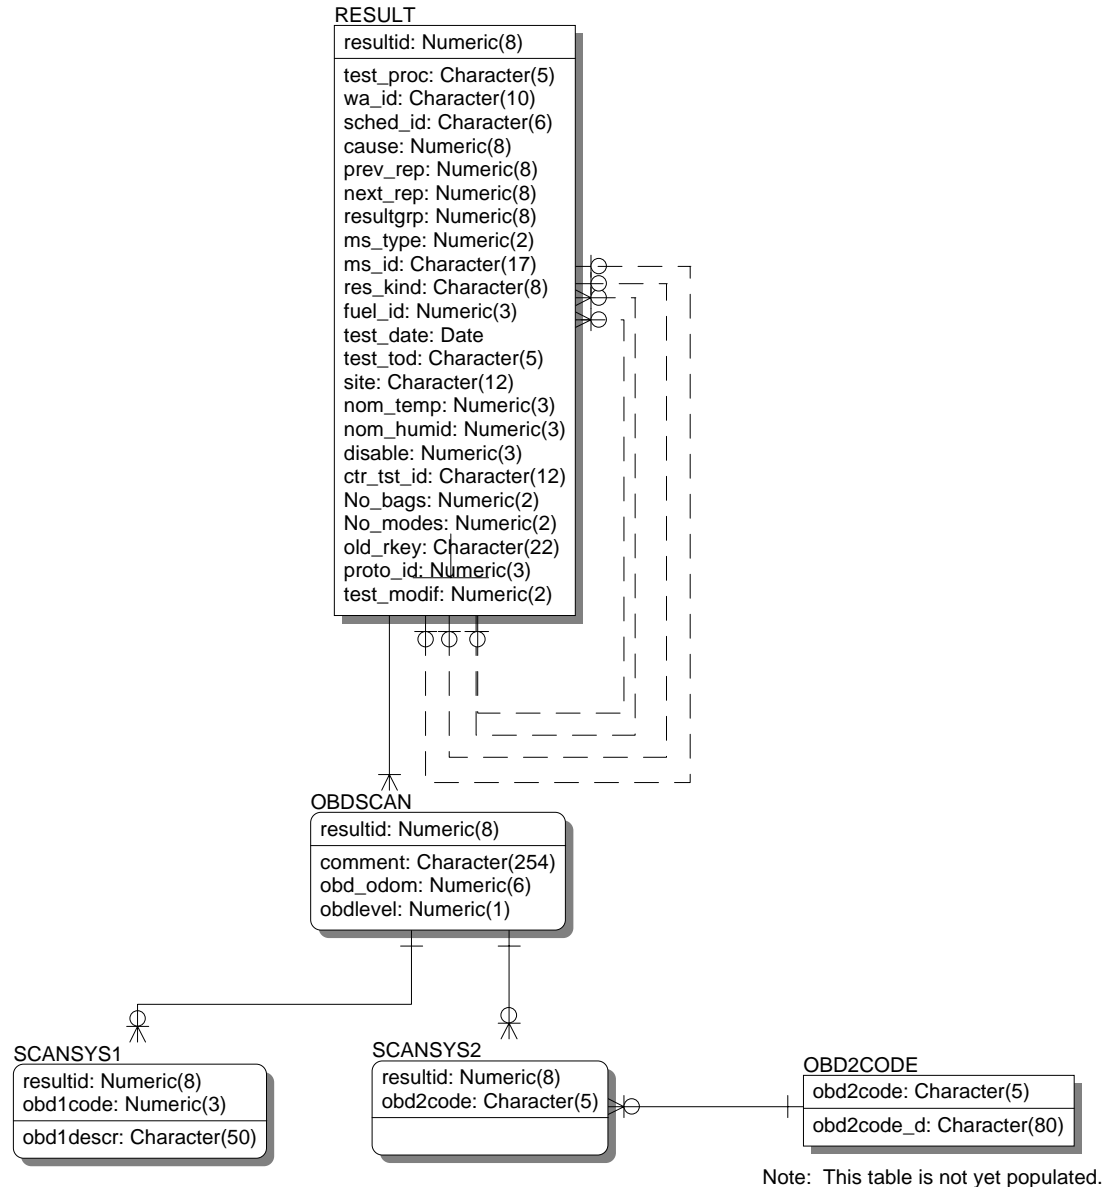 RESULT
resultid: Numeric(8)
test_proc: Character(5)
wa_id: Character(10)
sched_id: Character(6)
cause: Numeric(8)
prev_rep: Numeric(8)
next_rep: Numeric(8)
resultgrp: Numeric(8)
ms_type: Numeric(2)
ms_id: Character(17)
res_kind: Character(8)
fuel_id: Numeric(3)
test_date: Date
test_tod: Character(5)
site: Character(12)
nom_temp: Numeric(3)
nom_humid: Numeric(3)
disable: Numeric(3)
ctr_tst_id: Character(12)
No_bags: Numeric(2)
No_modes: Numeric(2)
old_rkey: Character(22)
proto_id: Numeric(3)
test_modif: Numeric(2)
OBDSCAN
resultid: Numeric(8)
comment: Character(254)
obd_odom: Numeric(6)
obdlevel: Numeric(1)
SCANSYS1
resultid: Numeric(8)
obd1code: Numeric(3)
obd1descr: Character(50)
SCANSYS2
resultid: Numeric(8)
obd2code: Character(5)
OBD2CODE
obd2code: Character(5)
obd2code_d: Character(80)
Note:  This table is not yet populated.